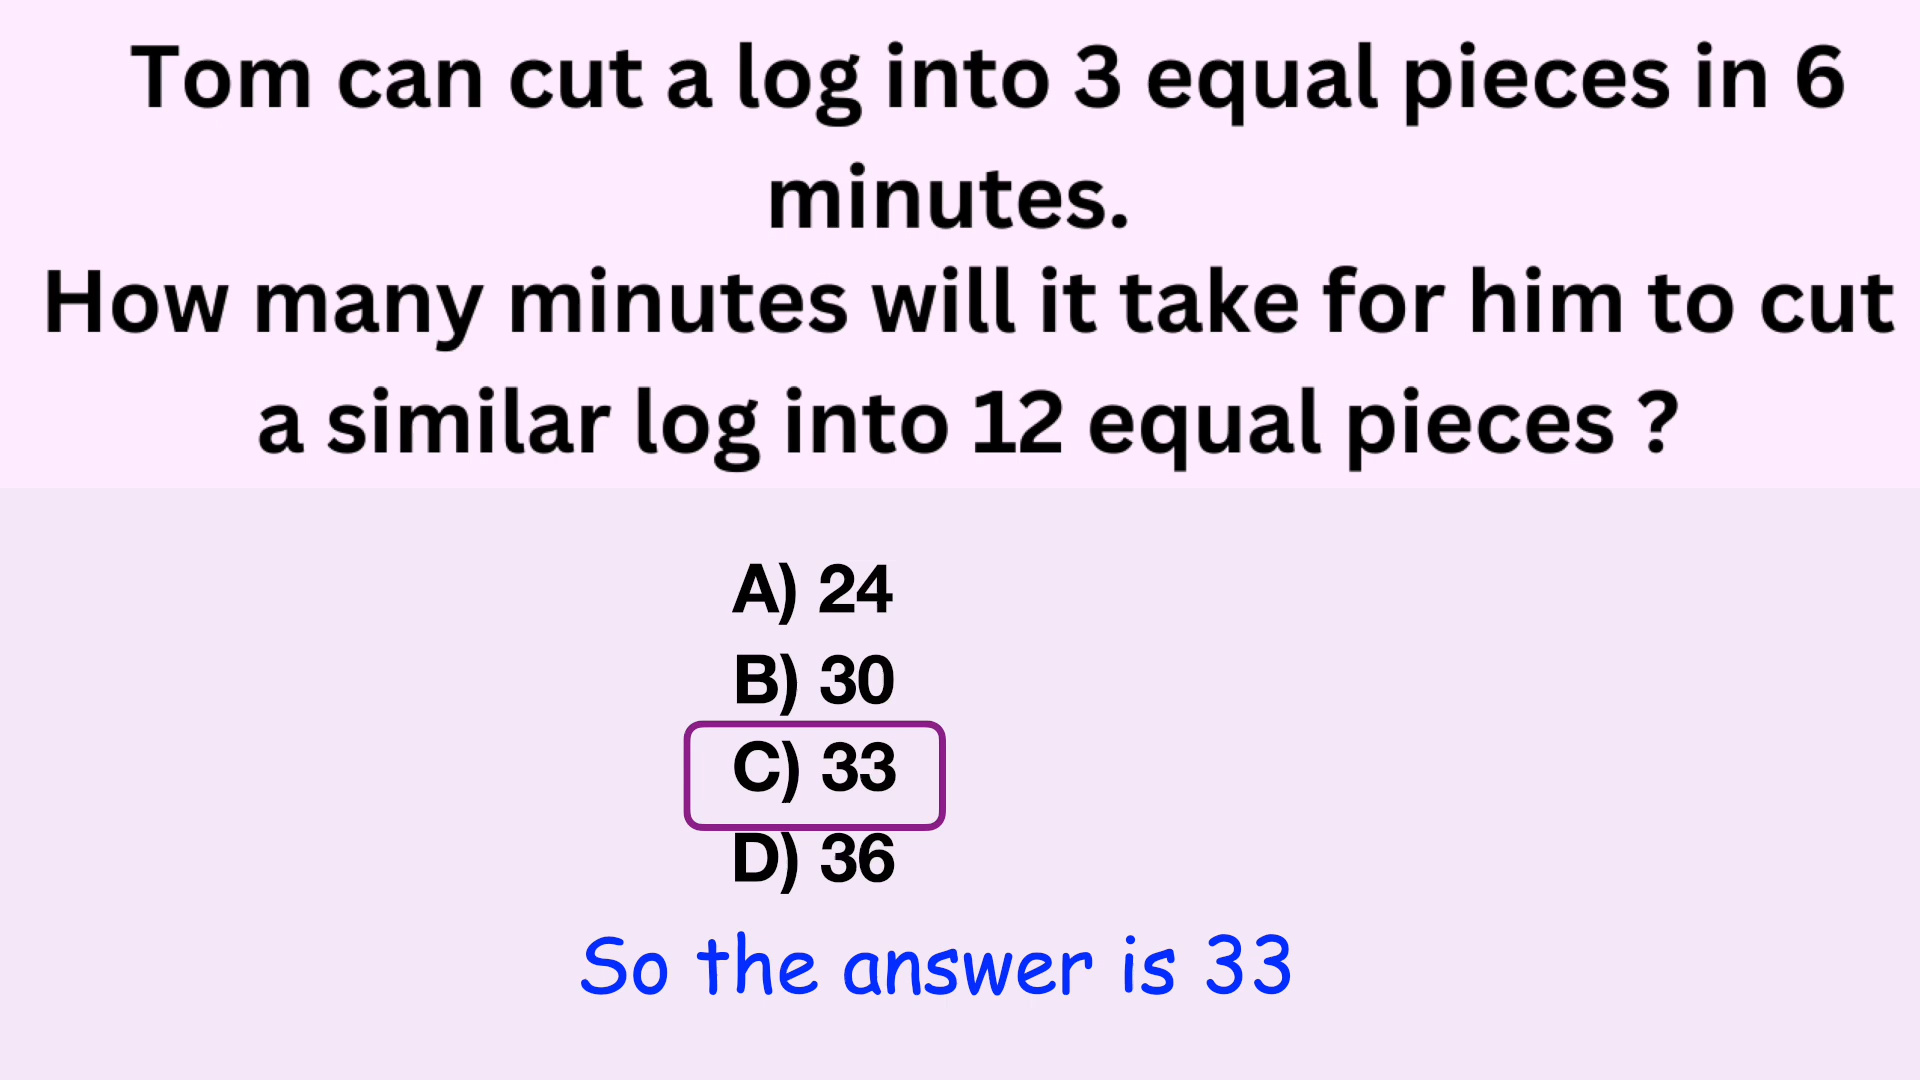 Tom can cut a log into 3 equal pieces in 6
minutes.
How many minutes will it take for him to cut
a similar log into 12 equal pieces ?
A) 24
B) 30
C) 33
D) 36
So the answer is 33